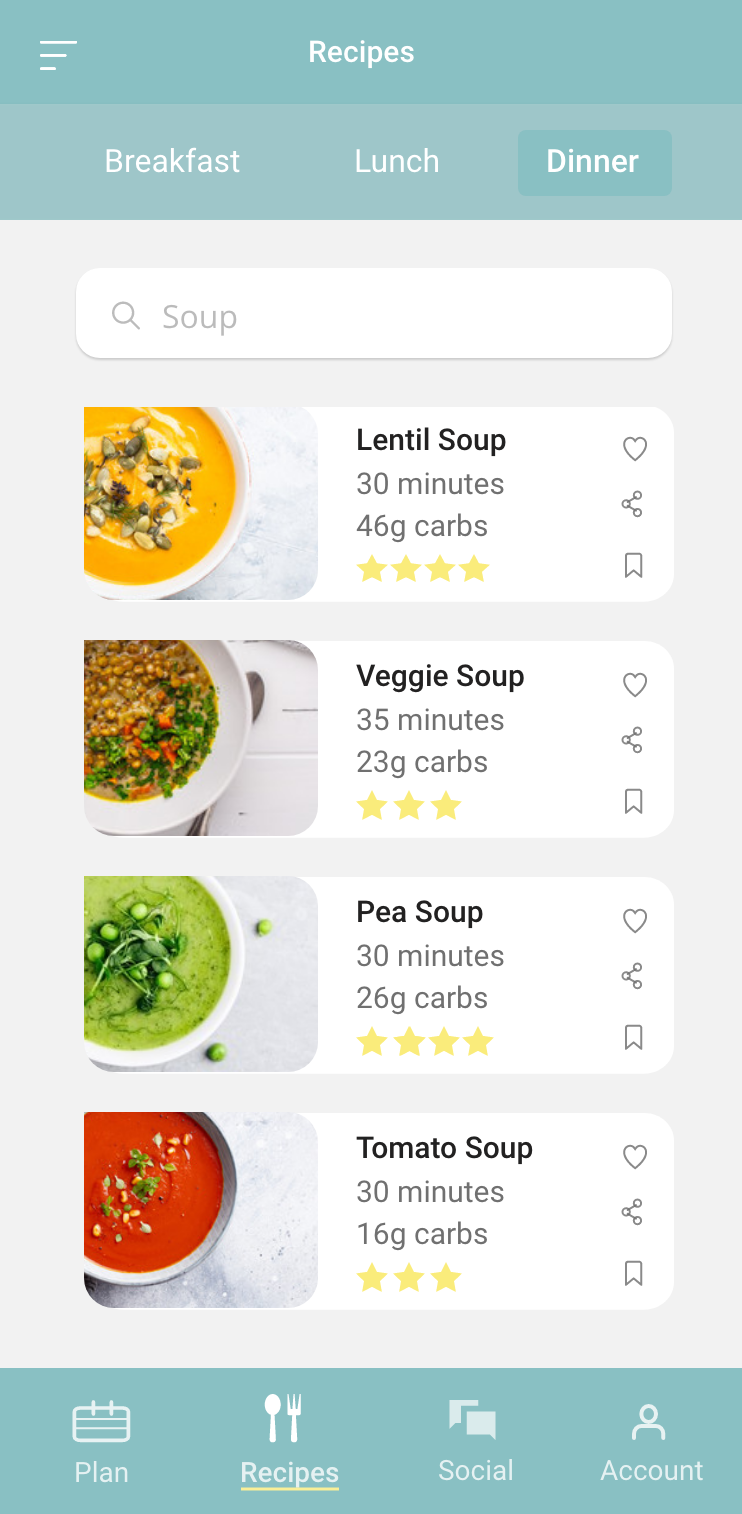 Recipes
Breakfast Lunch Dinner
Soup
Lentil Soup
30 minutes
46g carbs
Veggie Soup
35 minutes
23g carbs
Pea Soup
30 minutes
26g carbs
Tomato Soup
30 minutes
16g carbs
Plan Recipes Social Account